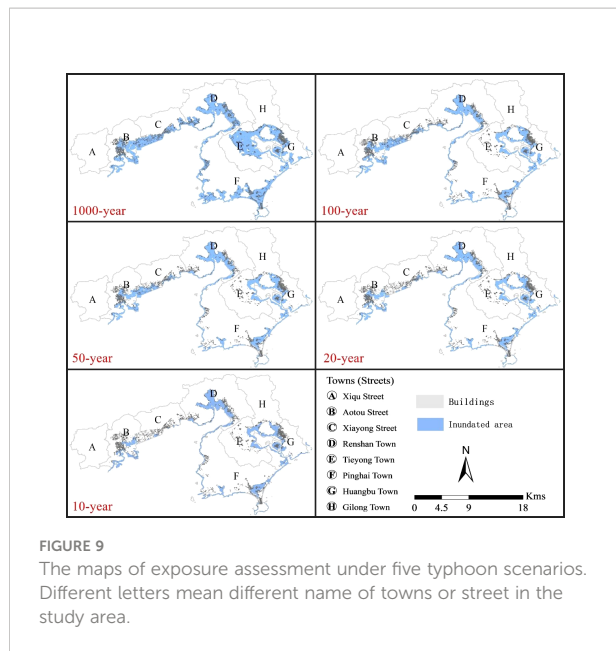 D
H
C
B
A
E
G
F
1000-year
D
H
C
B
A
E
G
F
100-year
D
H
C
B
A
E
G
F
50-year
D
H
C
B
A
E
G
F
20-year
D
H
C
B
A
E
G
F
10-year
Towns (Streets)
A Xiqu Street
B Aotou Street
C Xiayong Street
D Renshan Town
E Tieyong Town
F Pinghai Town
G Huangbu Town
H Gilong Town
Buildings
Inundated area
N
Kms
0 4.5 9 18
FIGURE 9
The maps of exposure assessment under five typhoon scenarios.
Different letters mean different name of towns or street in the
study area.